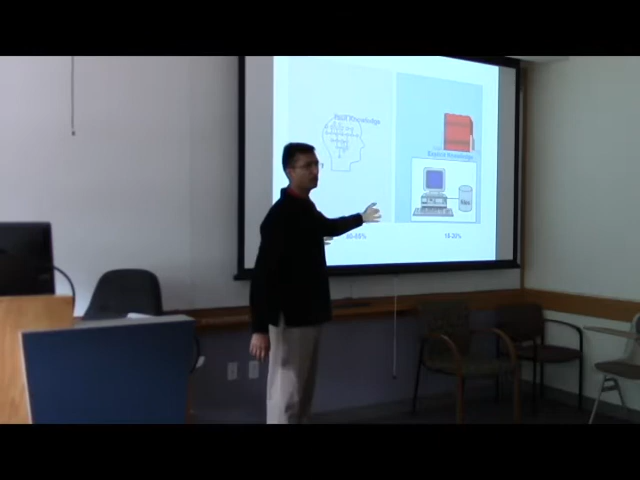 Tacit Knowledge
Explicit Knowledge
files
80-85%
15-20%